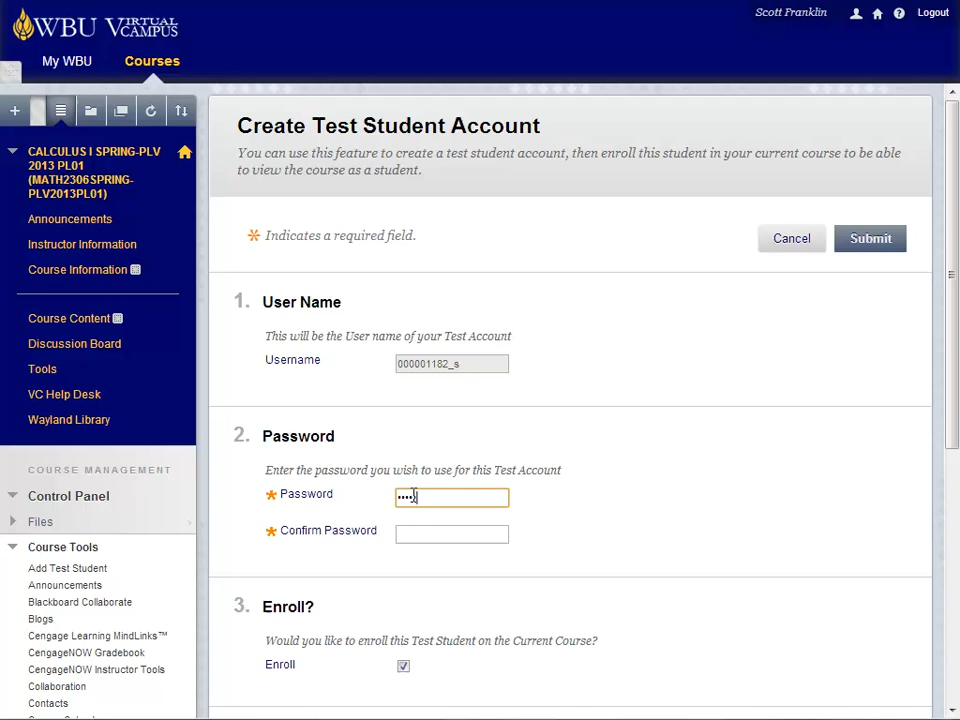 WBU VIRTUAL CAMPUS
Scott Franklin
Logout
My WBU
Courses
CALCULUS I SPRING-PLV
2013 PL01
(MATH2306SPRING-
PLV2013PL01)
Announcements
Instructor Information
Course Information
Course Content
Discussion Board
Tools
VC Help Desk
Wayland Library
COURSE MANAGEMENT
Control Panel
Files
Course Tools
Add Test Student
Announcements
Blackboard Collaborate
Blogs
Cengage Learning MindLinks™
CengageNOW Gradebook
CengageNOW Instructor Tools
Collaboration
Contacts
Create Test Student Account
You can use this feature to create a test student account, then enroll this student in your current course to be able
to view the course as a student.
Indicates a required field.
Cancel
Submit
1. User Name
This will be the User name of your Test Account
Username
000001182_s
2. Password
Enter the password you wish to use for this Test Account
Password
Confirm Password
3. Enroll?
Would you like to enroll this Test Student on the Current Course?
Enroll